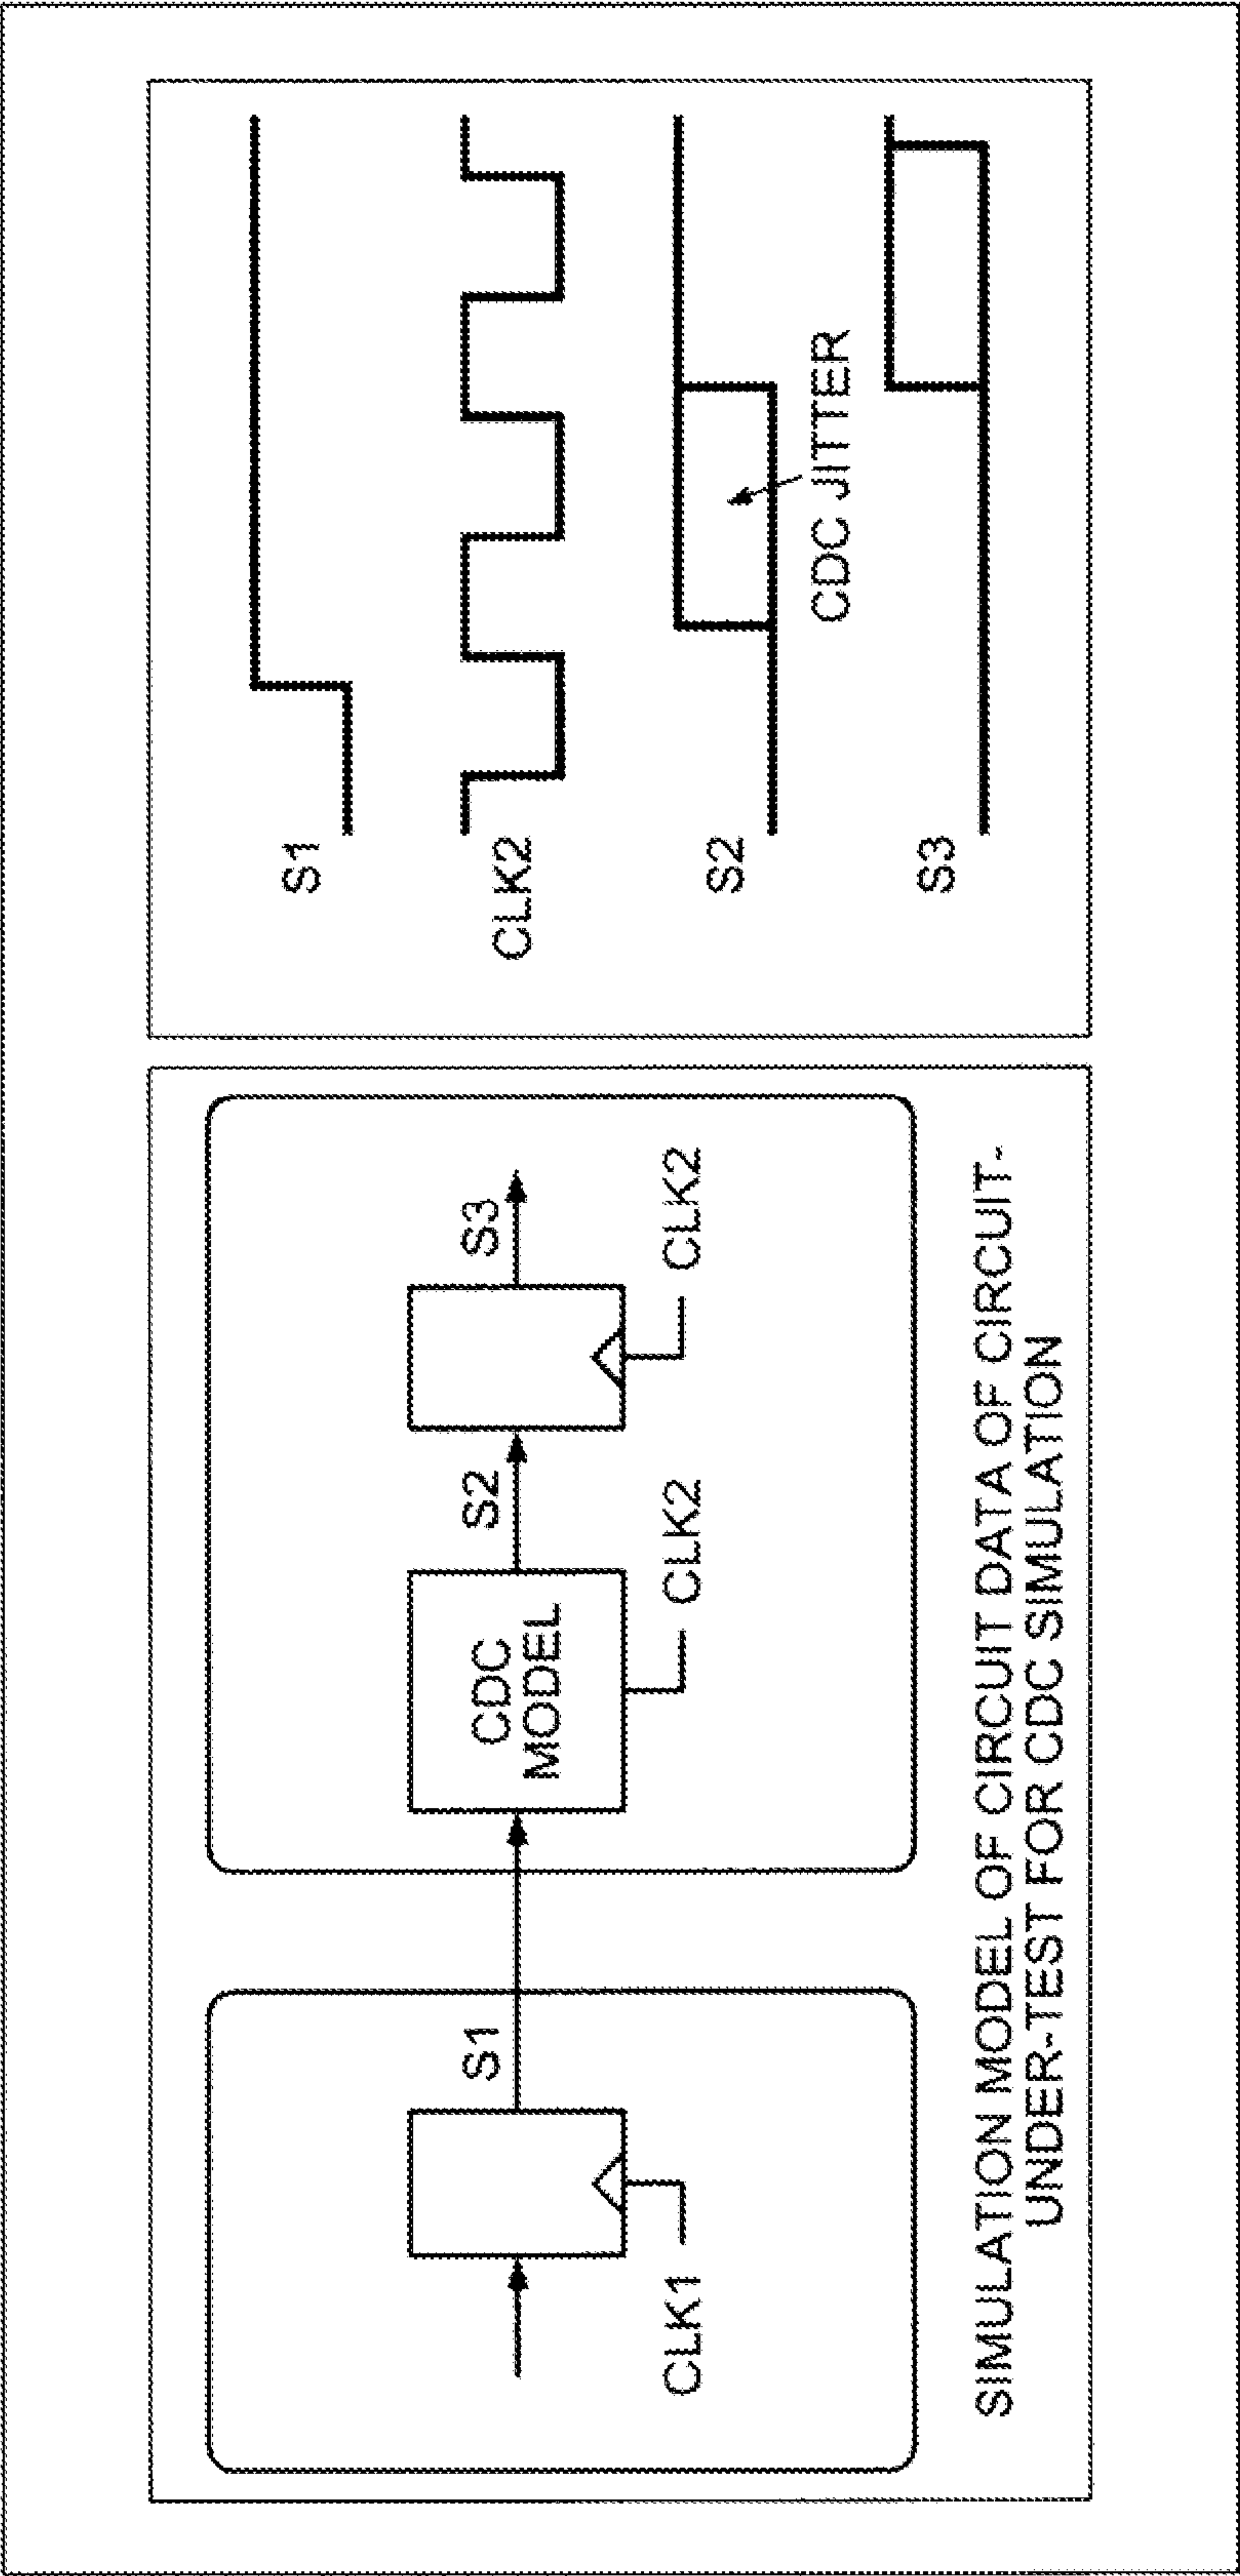 S1
S2
S3
CDC
MODEL
CLK1
CLK2
CLK2
SIMULATION MODEL OF CIRCUIT DATA OF CIRCUIT-
UNDER-TEST FOR CDC SIMULATION
S1
CLK2
S2
CDC JITTER
S3